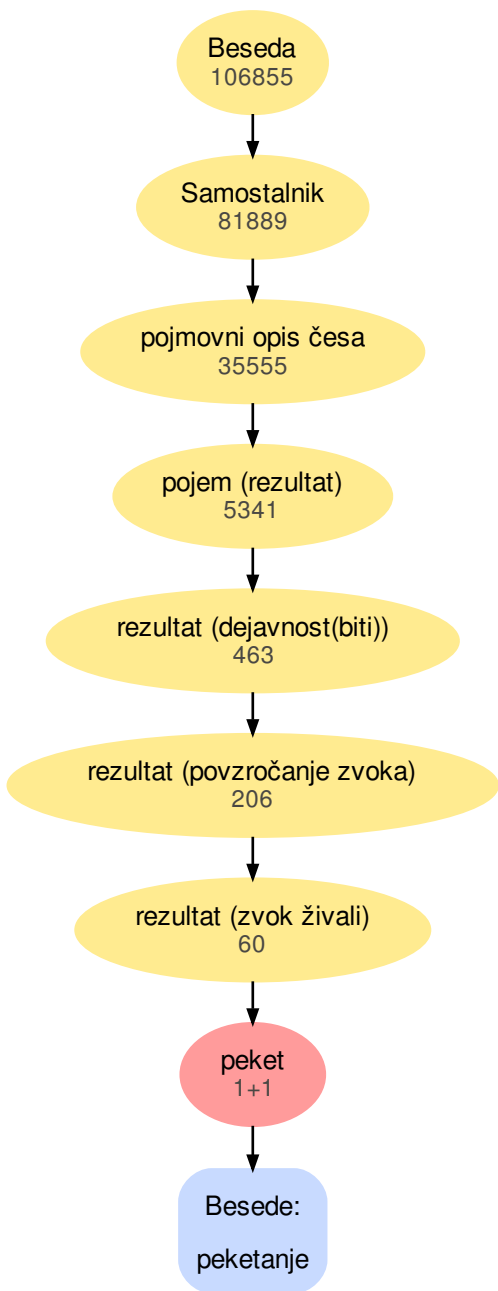 Beseda
106855
Samostalnik
81889
pojmovni opis česa
35555
pojem (rezultat)
5341
rezultat (dejavnost(biti))
463
rezultat (povzročanje zvoka)
206
rezultat (zvok živali)
60
peket
1+1
Besede:
peketanje